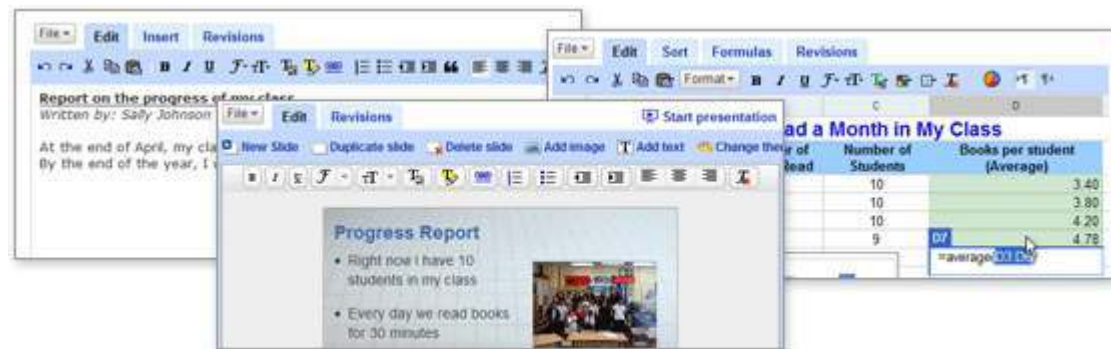 File
Edit
Insert
Revisions
B I U
Report on the progress of my class
Written by: Sally Johnson
At the end of April, my
By the end of the year, I
File
Edit
Sort
Formulas
Revisions
Format
B I U
C
D
ad a Month in My Class
r of
Read
Number of
Students
Books per student
(Average)
10
3.40
10
3.80
10
4.20
9
4.78
D7
=average(
File
Edit
Revisions
Start presentation
New Slide
Duplicate slide
Delete slide
Add image
Add text
Change
B I U
Progress Report
• Right now I have 10
students in my class
• Every day we read books
for 30 minutes